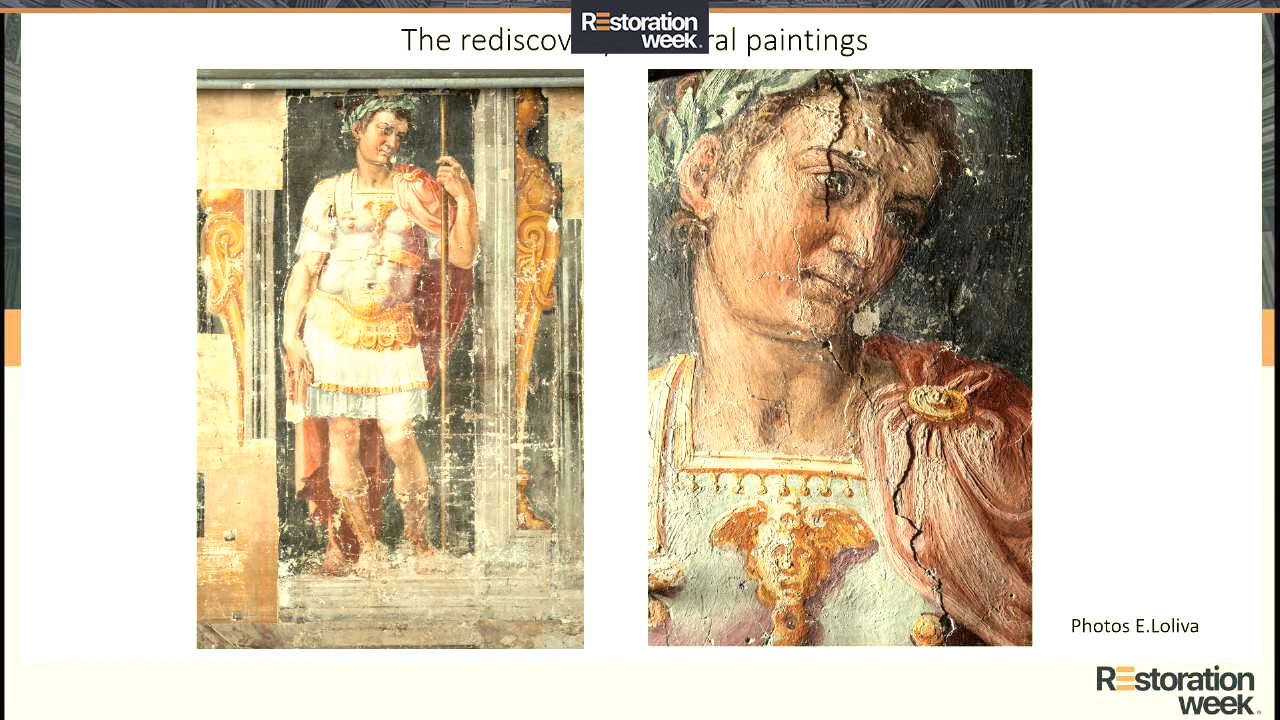 REstoration
week.
The rediscov ral paintings
Photos E.Loliva
REstoration
week.